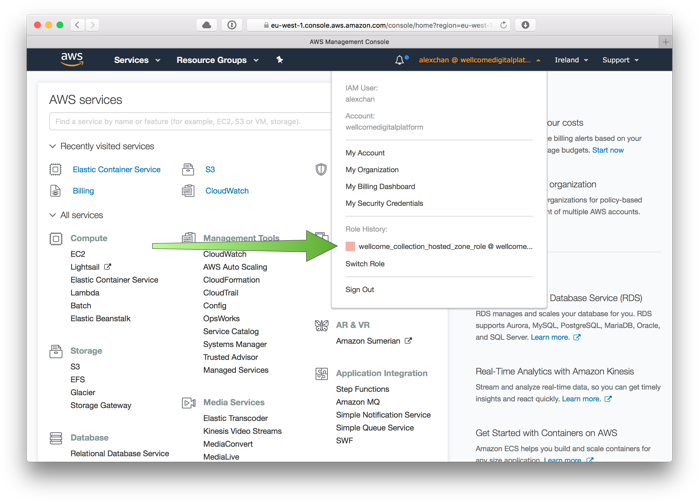 eu-west-1.console.aws.amazon.com/console/home?region=eu-west-
AWS Management Console
aws
Services
Resource Groups
alexchan @ wellcomedigitalplat...
Ireland
Support
AWS services
Find a service by name or feature (for example, EC2, S3 or VM, storage).
Recently visited services
Elastic Container Service
S3
Billing
CloudWatch
All services
Compute
EC2
Lightsail
Elastic Container Service
Lambda
Batch
Elastic Beanstalk
Storage
S3
EFS
Glacier
Storage Gateway
Database
Relational Database Service
Management Tools
CloudWatch
AWS Auto Scaling
CloudFormation
CloudTrail
Config
OpsWorks
Service Catalog
Systems Manager
Trusted Advisor
Managed Services
Media Services
Elastic Transcoder
Kinesis Video Streams
MediaConvert
MediaLive
AR & VR
Amazon Sumerian
Application Integration
Step Functions
Amazon MQ
Simple Notification Service
Simple Queue Service
SWF
IAM User:
alexchan
Account:
wellcomedigitalplatform
My Account
My Organization
My Billing Dashboard
My Security Credentials
Role History:
wellcome_collection_hosted_zone_role @ wellcome...
Switch Role
Sign Out
our costs
billing alerts based on your
budgets. Start now
organization
Organizations for policy-based
of multiple AWS accounts.
Database Service (RDS)
RDS manages and scales your database for you. RDS
supports Aurora, MySQL, PostgreSQL, MariaDB, Oracle,
and SQL Server. Learn more.
Real-Time Analytics with Amazon Kinesis
Stream and analyze real-time data, so you can get timely
insights and react quickly. Learn more.
Get Started with Containers on AWS
Amazon ECS helps you build and scale containers for
any size application. Learn more.